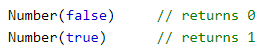 Number(false)     // returns 0
Number(true)      // returns 1